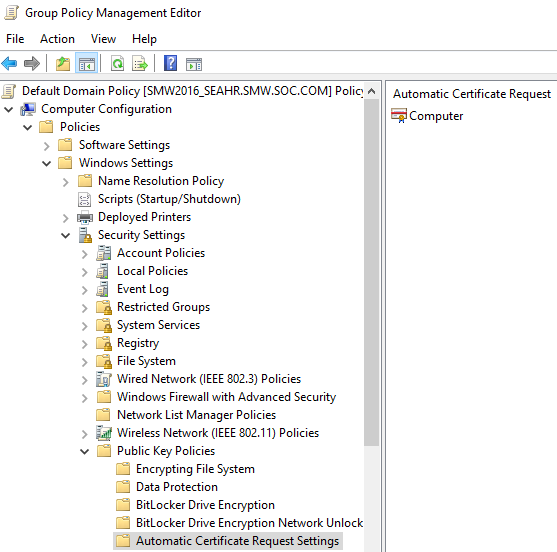 Group Policy Management Editor
File Action View Help
Default Domain Policy [SMW2016_SEAHR.SMW.SOC.COM] Policy
Computer Configuration
Policies
Software Settings
Windows Settings
Name Resolution Policy
Scripts (Startup/Shutdown)
Deployed Printers
Security Settings
Account Policies
Local Policies
Event Log
Restricted Groups
System Services
Registry
File System
Wired Network (IEEE 802.3) Policies
Windows Firewall with Advanced Security
Network List Manager Policies
Wireless Network (IEEE 802.11) Policies
Public Key Policies
Encrypting File System
Data Protection
BitLocker Drive Encryption
BitLocker Drive Encryption Network Unlock
Automatic Certificate Request Settings
Automatic Certificate Request
Computer